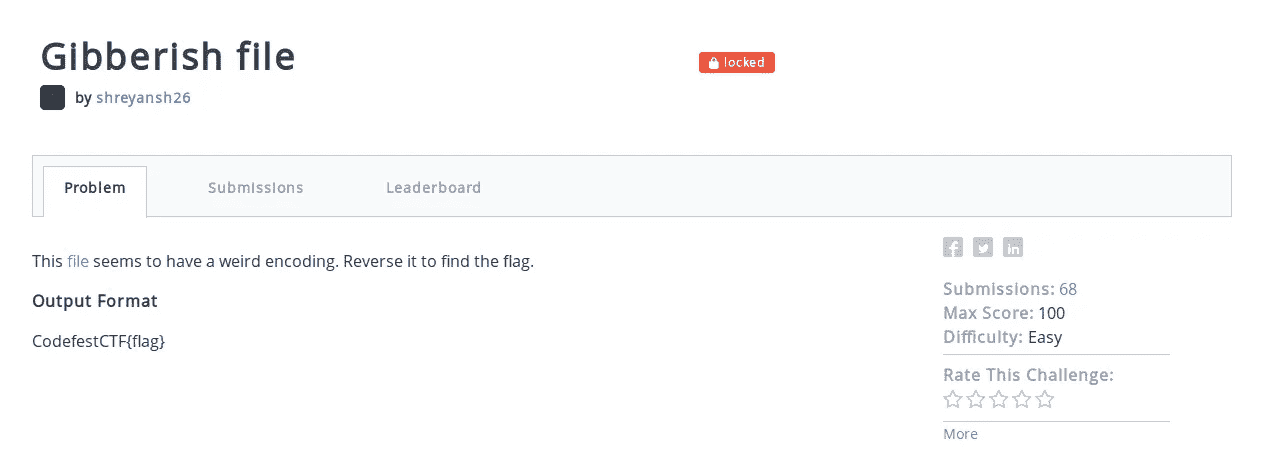 Gibberish file
locked
by shreyansh26
Problem
Submissions
Leaderboard
This file seems to have a weird encoding. Reverse it to find the flag.
Output Format
CodefestCTF{flag}
Submissions: 68
Max Score: 100
Difficulty: Easy
Rate This Challenge:
More